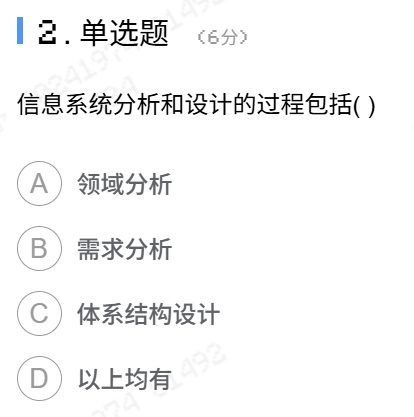 2.单选题 (6分)
信息系统分析和设计的过程包括( )
A 领域分析
B 需求分析
C 体系结构设计
D 以上均有